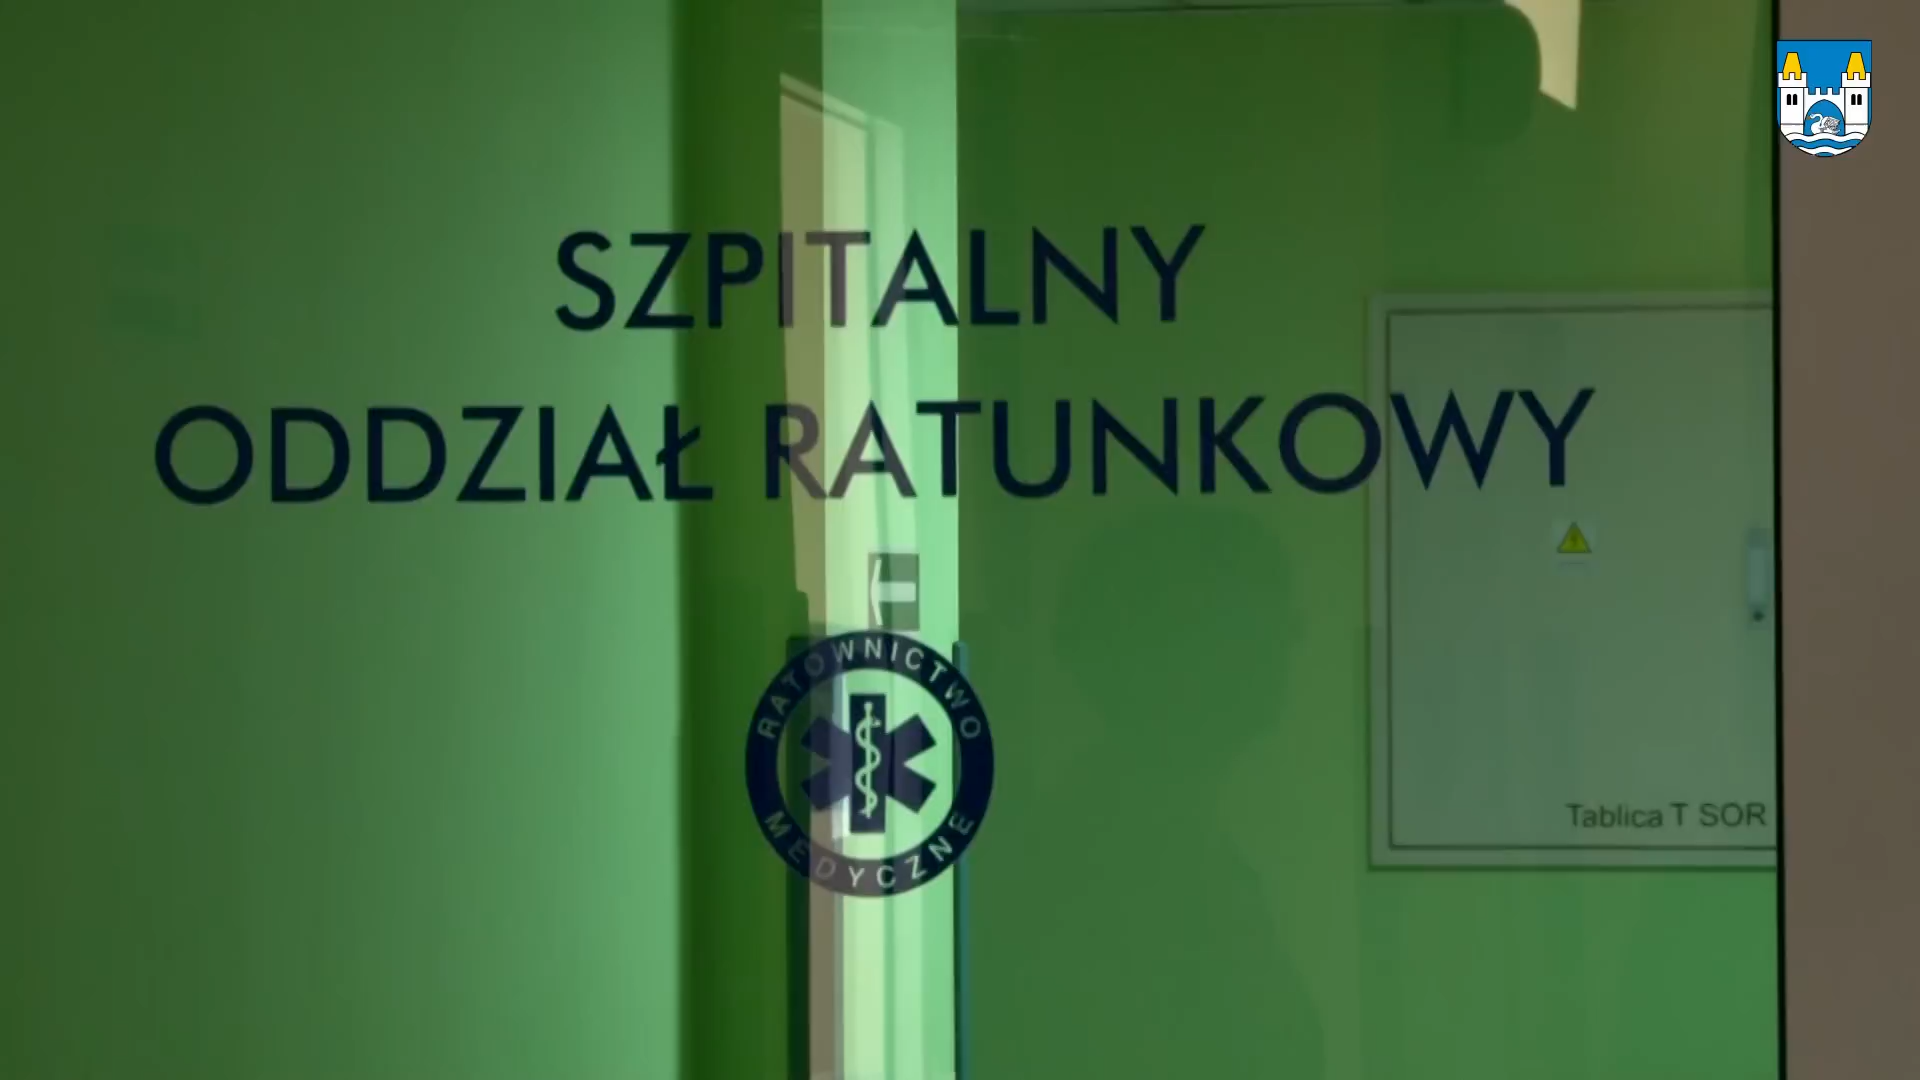 SZPITALNY
ODDZIAŁ RATUNKOWY
RATOWNICTWO
MEDYCZNE
Tablica T SOR